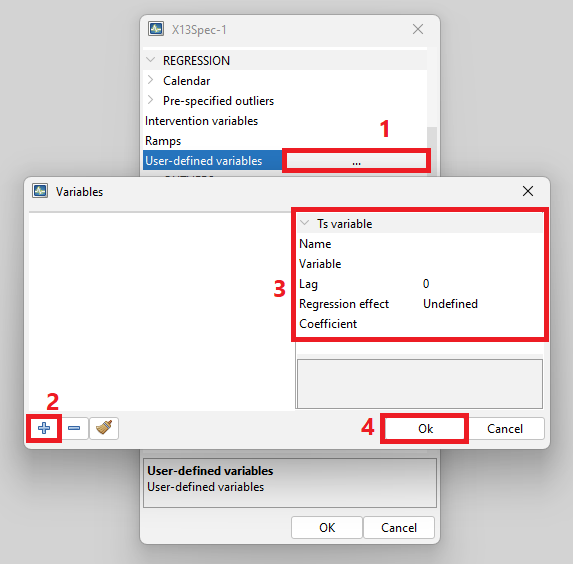 X13Spec-1
REGRESSION
Calendar
Pre-specified outliers
Intervention variables
Ramps
1
User-defined variables
...
Variables
Ts variable
Name
Variable
Lag 0
Regression effect Undefined
Coefficient
3
2
4
Ok Cancel
User-defined variables
User-defined variables
OK Cancel